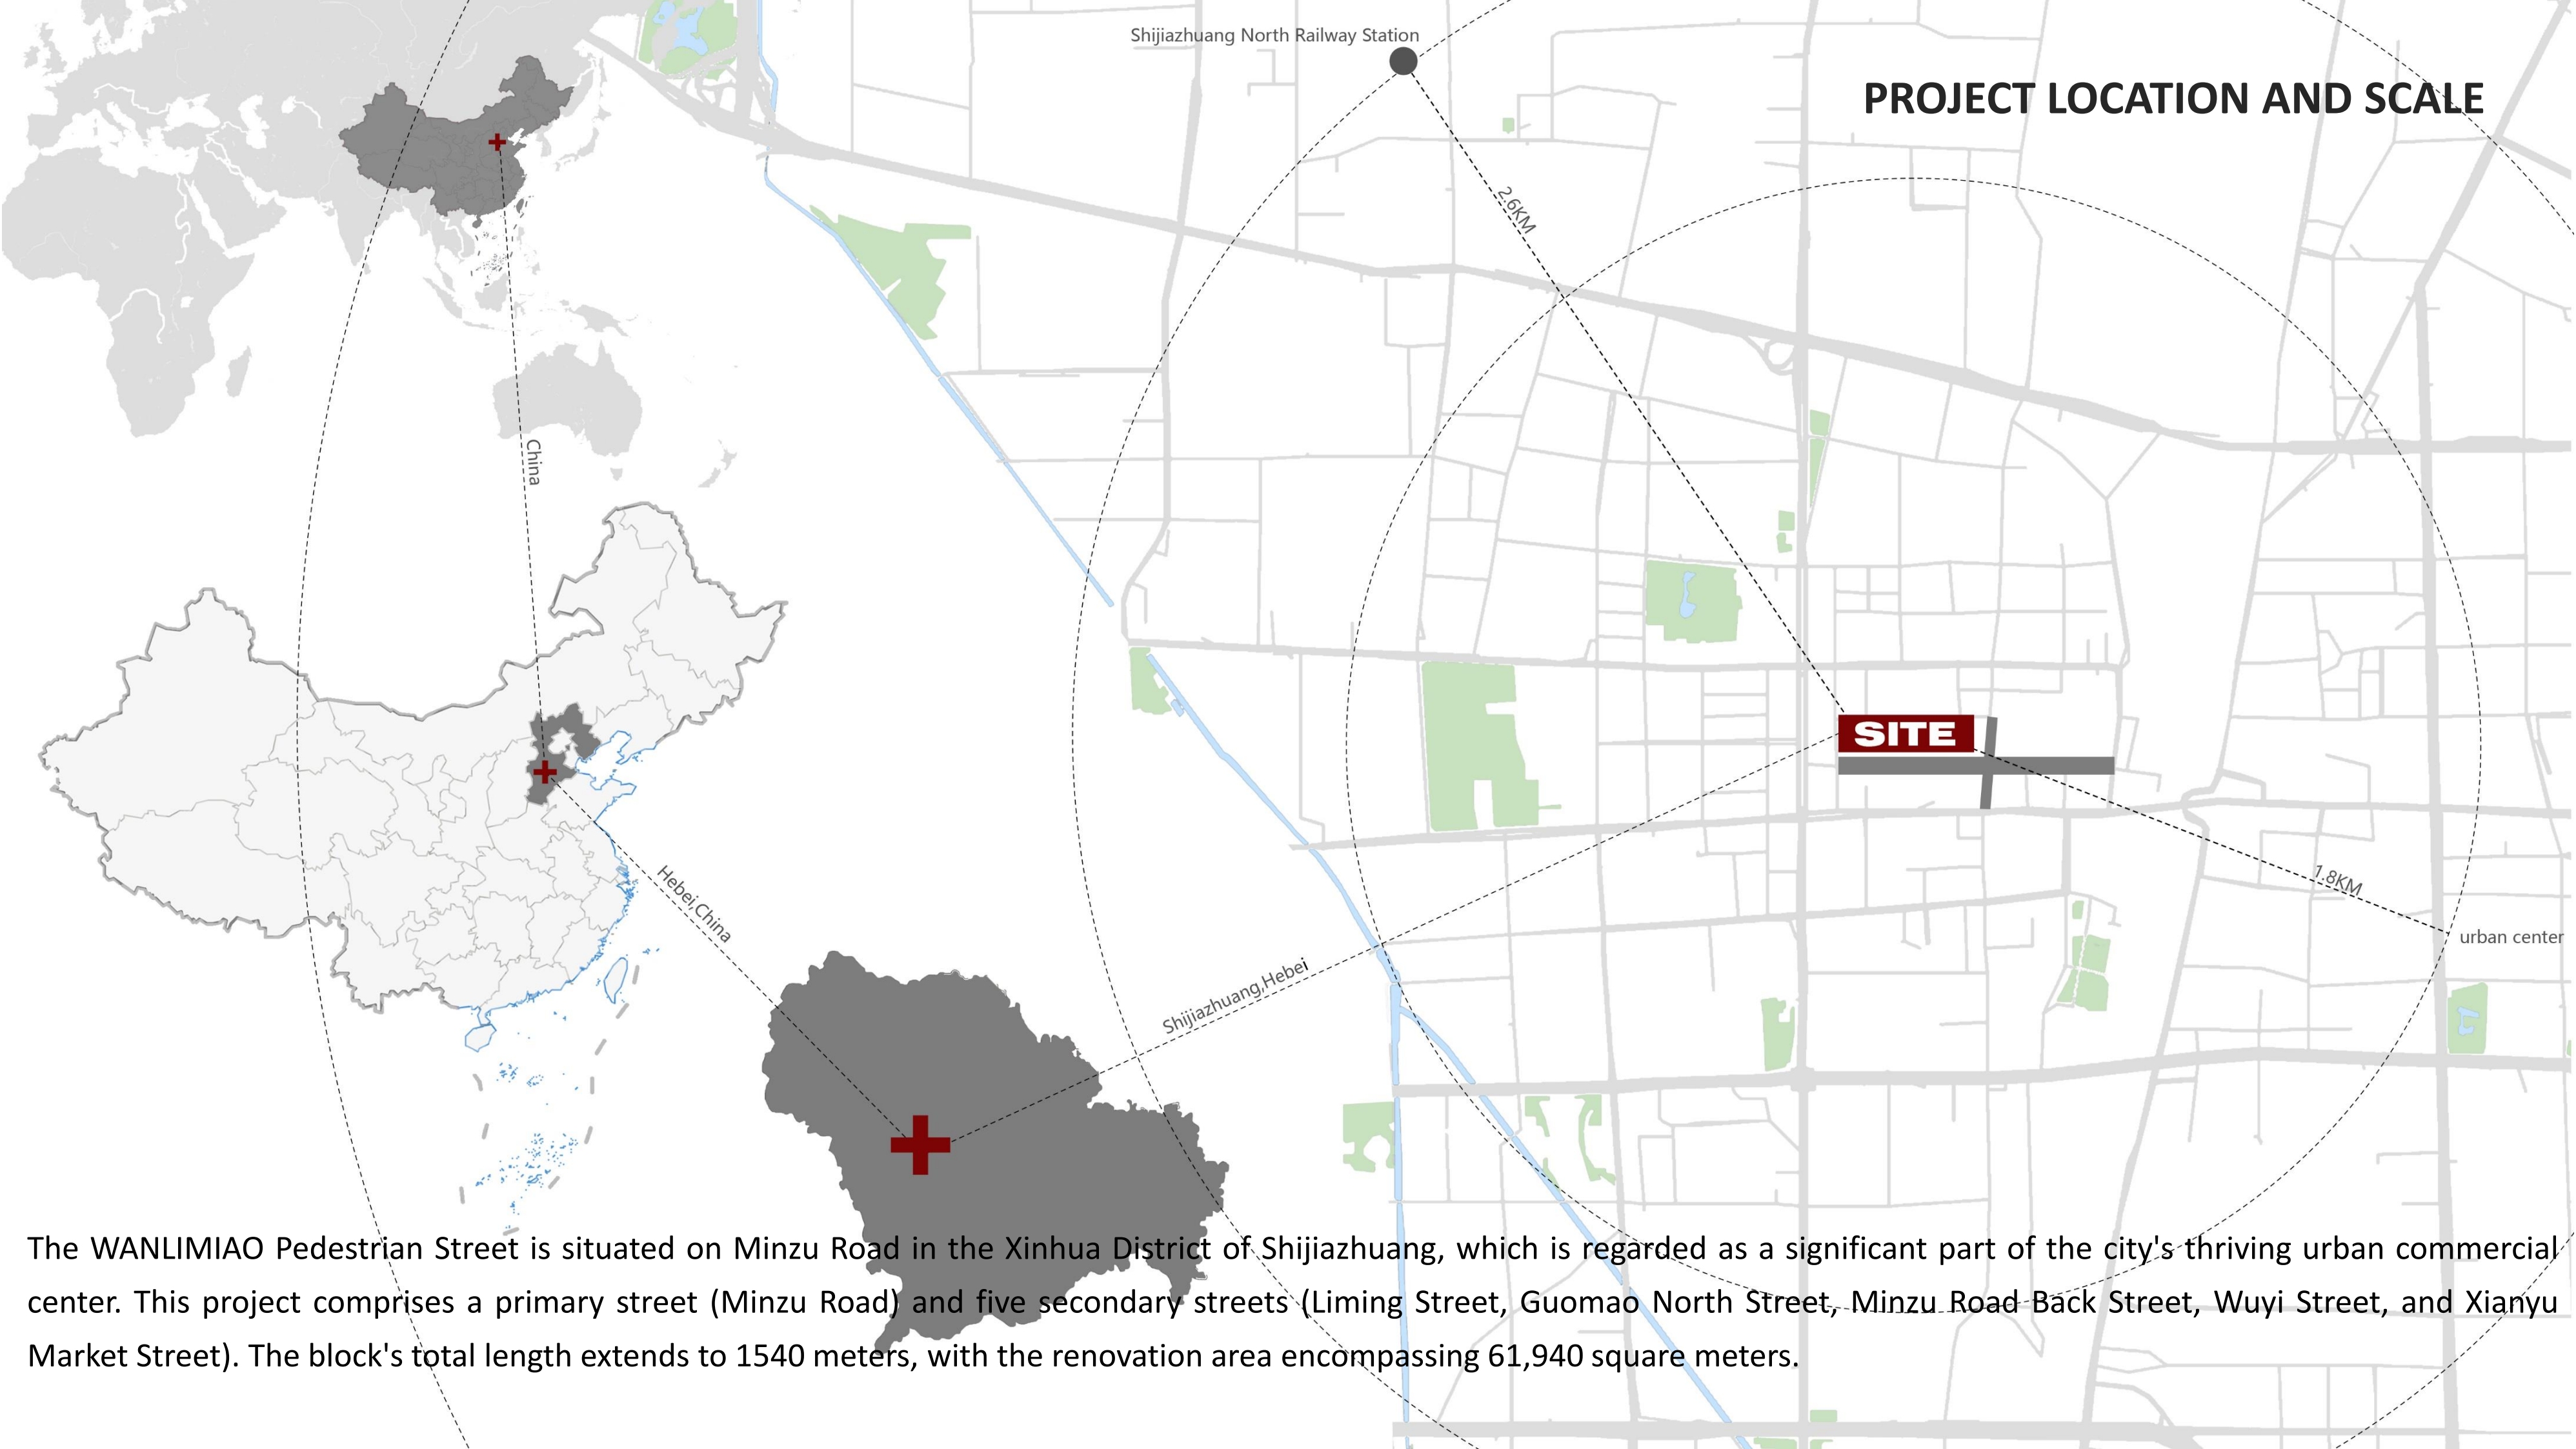 Shijiazhuang North Railway Station
PROJECT LOCATION AND SCALE
2.6KM
China
SITE
Hebei,China
1.8KM
urban center
Shijiazhuang,Hebei
The WANLIMIAO Pedestrian Street is situated on Minzu Road in the Xinhua District of Shijiazhuang, which is regarded as a significant part of the city's thriving urban commercial
center. This project comprises a primary street (Minzu Road) and five secondary streets (Liming Street, Guomao North Street, Minzu Road Back Street, Wuyi Street, and Xianyu
Market Street). The block's total length extends to 1540 meters, with the renovation area encompassing 61,940 square meters.